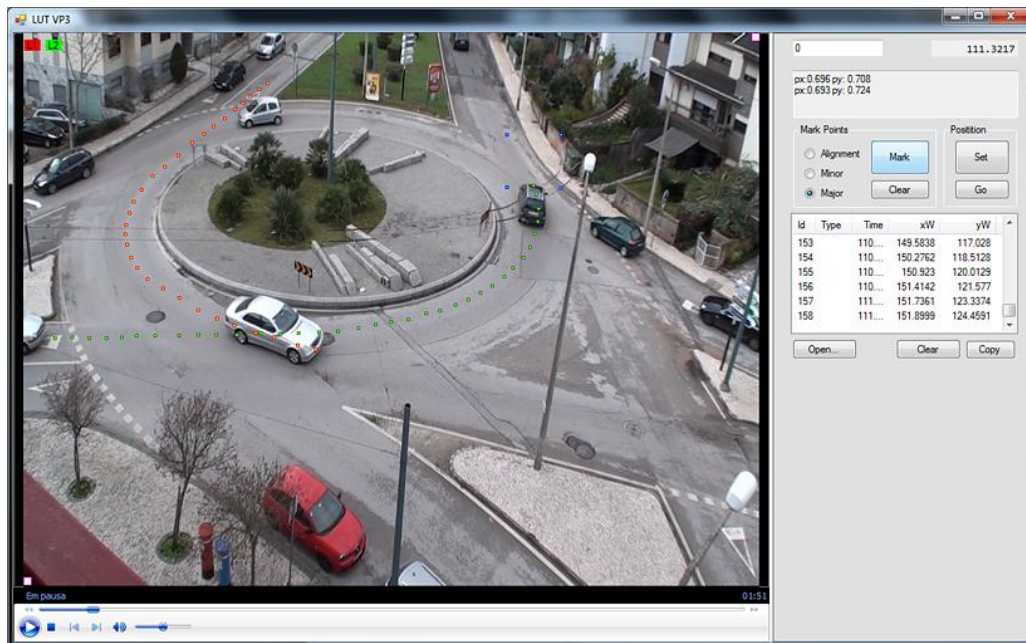 LUT VP3
L1 L2
0 111.3217
px:0.696 py: 0.708
px:0.693 py: 0.724
Mark Points
Alignment
Minor
Major
Mark
Clear
Postition
Set
Go
Id Type Time xW yW
153 110.... 149.5838 117.028
154 110.... 150.2762 118.5128
155 110.... 150.923 120.0129
156 110.... 151.4142 121.577
157 111.... 151.7361 123.3374
158 111.... 151.8999 124.4591
Open... Clear Copy
Em pausa 01:51